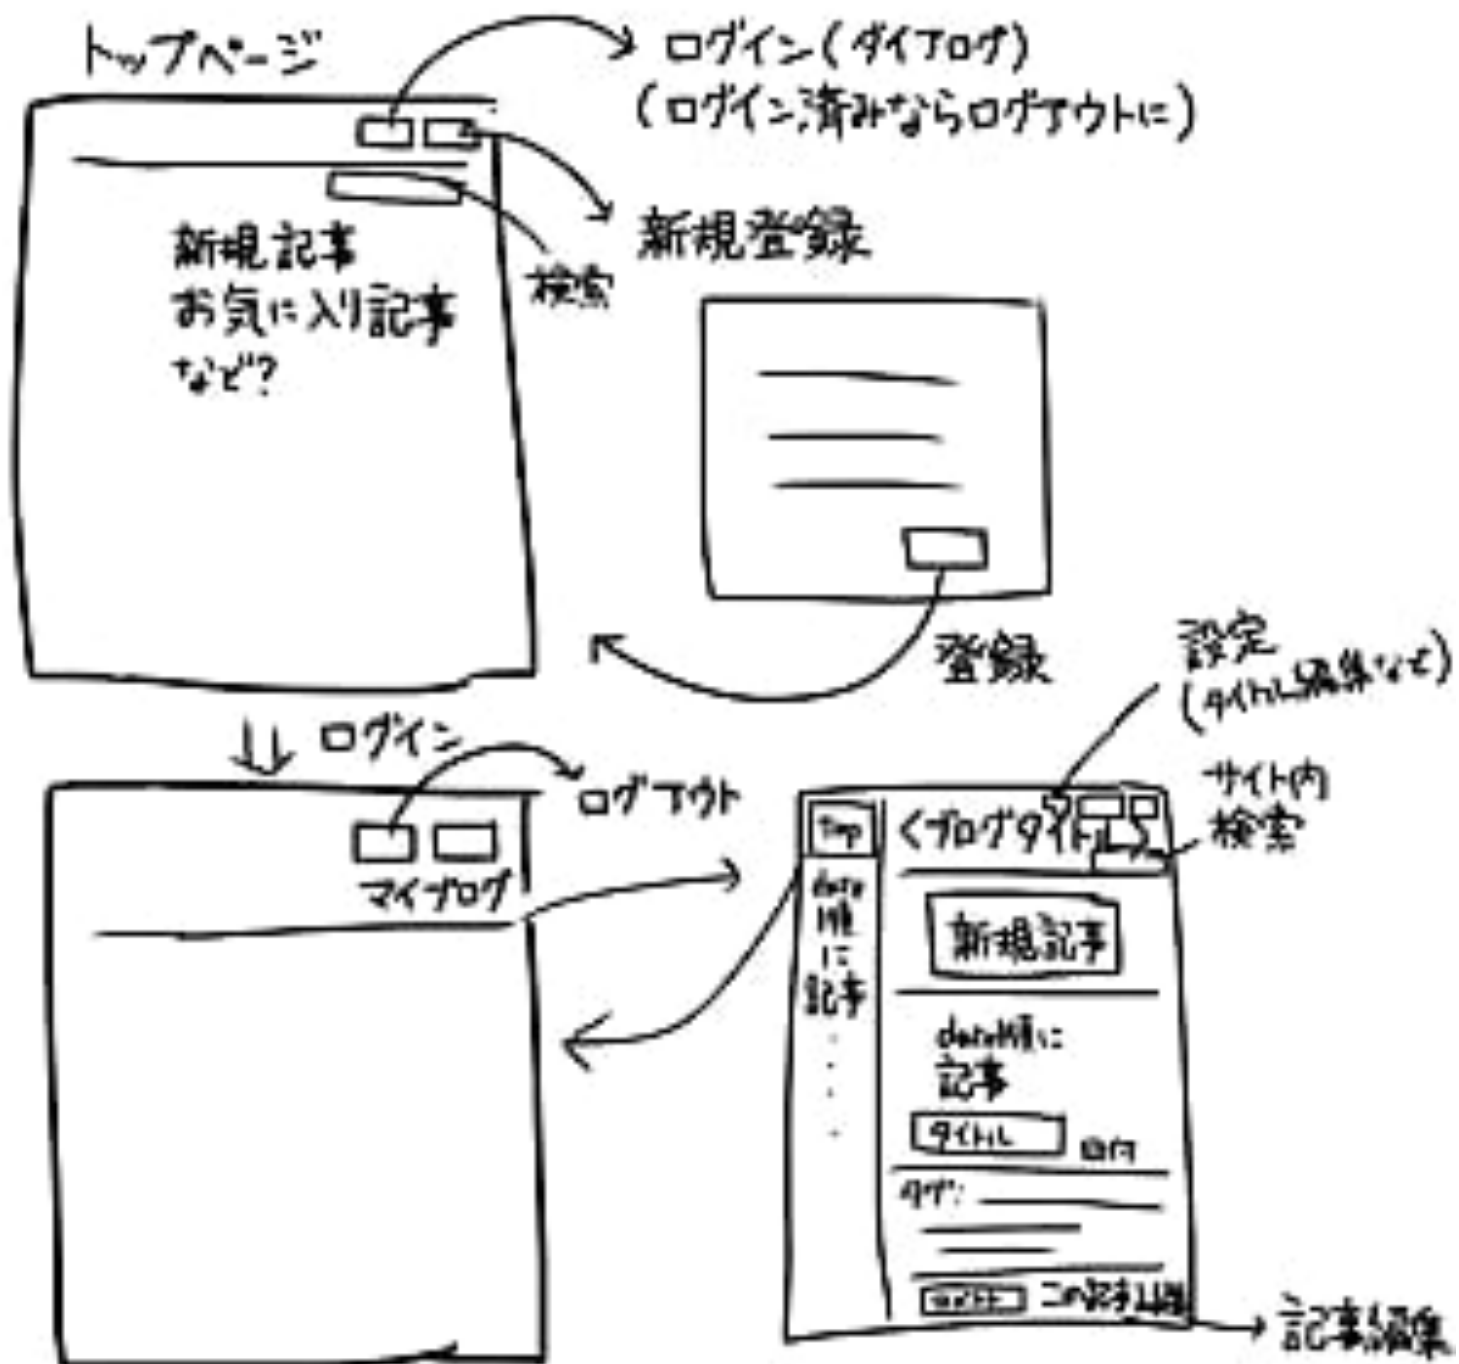 トップページ
ログイン(ダイアログ)
(ログイン済みならログアウトに)
新規登録
検索
新規記事
お気に入り記事
など?
登録
設定
(タイトル編集など)
ログイン
ログアウト
マイブログ
サイト内
検索
Top
<ブログタイトル>
date
順
に
記事
新規記事
date順に
記事
タイトル 日付
タグ:
コメント この記事を編集
記事編集